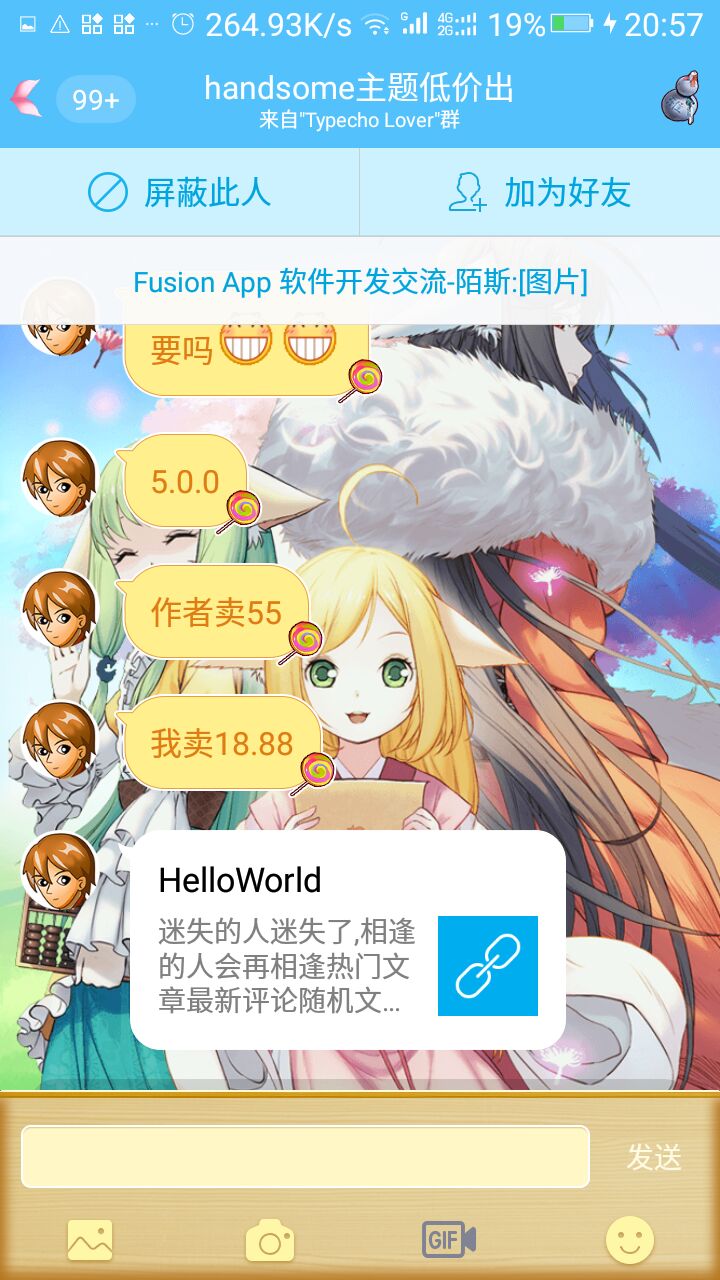 264.93K/s G 4G 2G 19% 20:57
99+
handsome主题低价出
来自"Typecho Lover"群
屏蔽此人
加为好友
Fusion App 软件开发交流-陌斯:[图片]
要吗
5.0.0
作者卖55
我卖18.88
HelloWorld
迷失的人迷失了,相逢
的人会再相逢热门文
章最新评论随机文...
发送
GIF